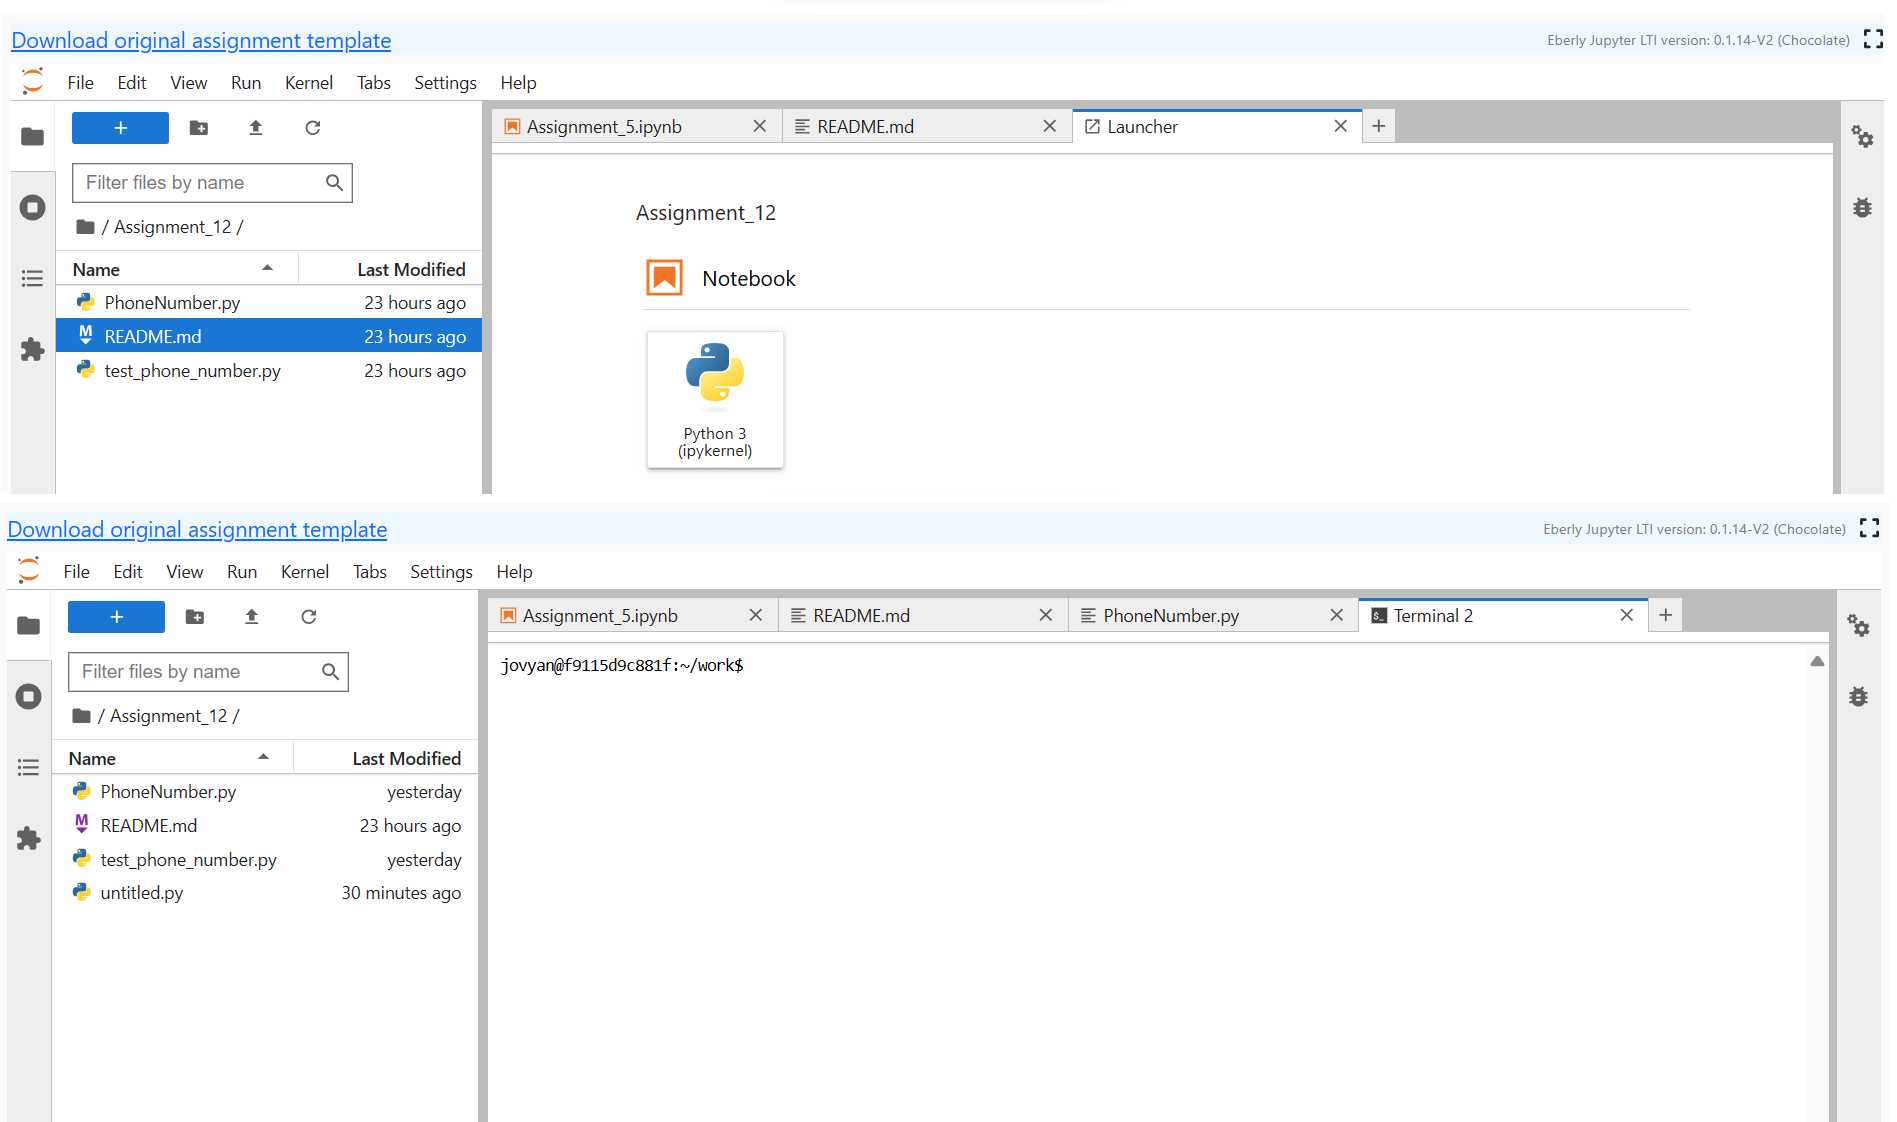 Download original assignment template
Eberly Jupyter LTI version: 0.1.14-V2 (Chocolate)
File Edit View Run Kernel Tabs Settings Help
Assignment_5.ipynb
README.md
Launcher
Filter files by name
/ Assignment_12 /
Name
Last Modified
PhoneNumber.py 23 hours ago
README.md 23 hours ago
test_phone_number.py 23 hours ago
Assignment_12
Notebook
Python 3
(ipykernel)
Download original assignment template
Eberly Jupyter LTI version: 0.1.14-V2 (Chocolate)
File Edit View Run Kernel Tabs Settings Help
Assignment_5.ipynb
README.md
PhoneNumber.py
Terminal 2
Filter files by name
/ Assignment_12 /
Name
Last Modified
PhoneNumber.py yesterday
README.md 23 hours ago
test_phone_number.py yesterday
untitled.py 30 minutes ago
jovyan@f9115d9c881f:~/work$